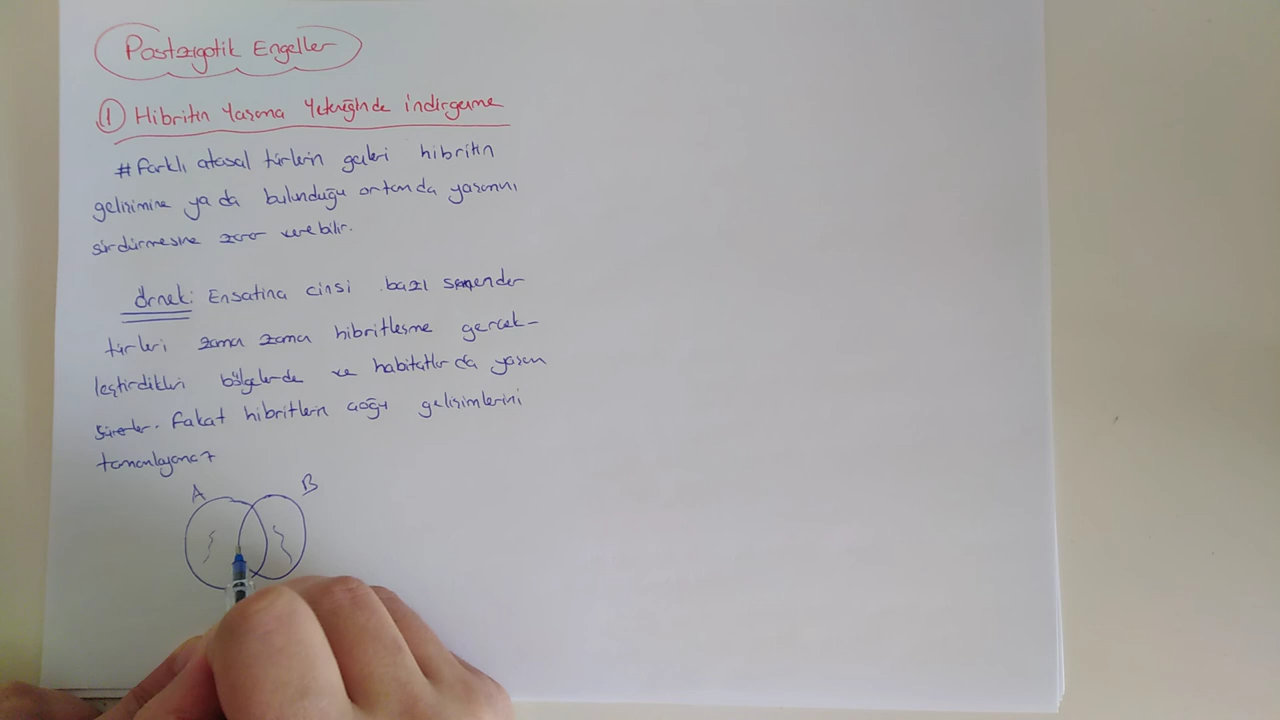 Postzigotik Engeller
① Hibritin Yaşama Yeteneğinde İndirgenme
# Farklı atasal türlerin genleri hibritin
gelişimine ya da bulunduğu ortamda yaşamını
sürdürmesine zarar verebilir.
Örnek: Ensatina cinsi bazı semender
türleri zaman zaman hibritleşme gerçek-
leştirdikleri bölgelerde ve habitatlarda yaşam
sürerler. Fakat hibritlerin çoğu gelişimlerini
tamamlayamaz
A B